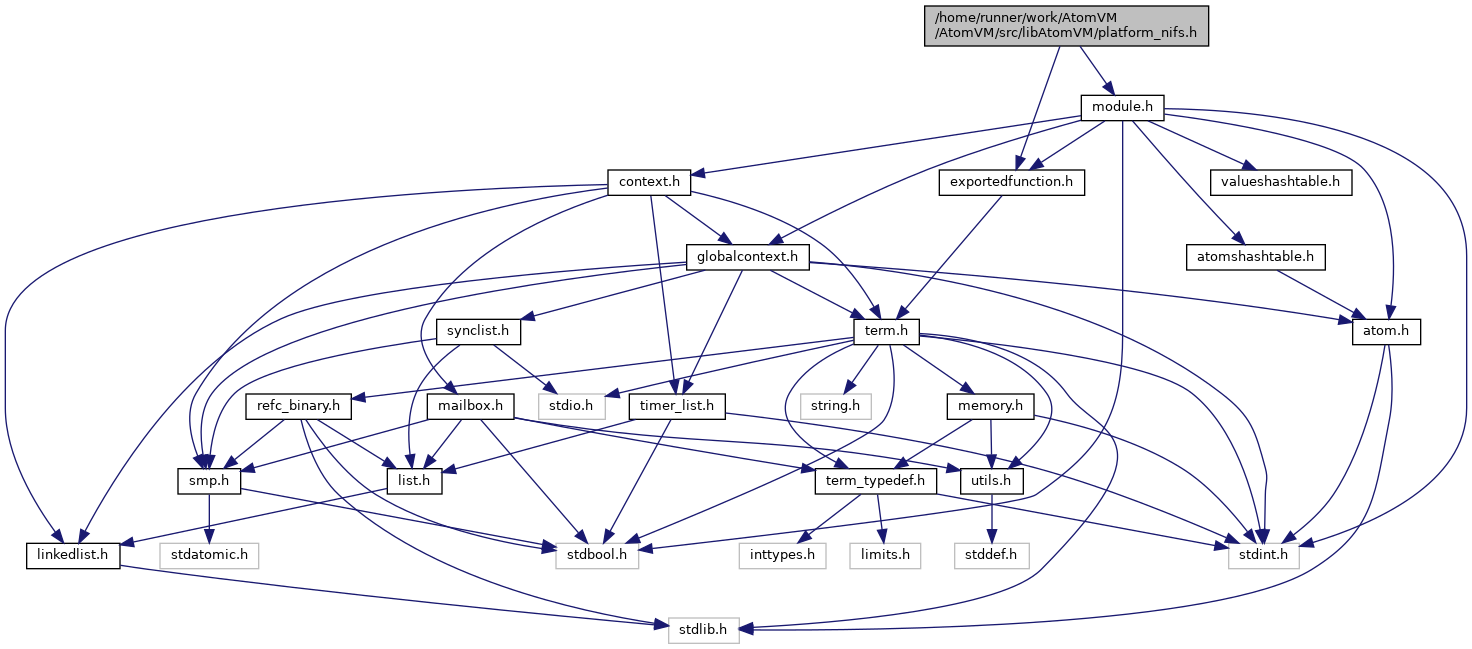 /home/runner/work/AtomVM
/AtomVM/src/libAtomVM/platform_nifs.h
module.h
context.h
exportedfunction.h
valueshashtable.h
globalcontext.h
atomshashtable.h
synclist.h
term.h
atom.h
refc_binary.h
mailbox.h
stdio.h
timer_list.h
string.h
memory.h
smp.h
list.h
term_typedef.h
utils.h
linkedlist.h
stdatomic.h
stdbool.h
inttypes.h
limits.h
stddef.h
stdint.h
stdlib.h